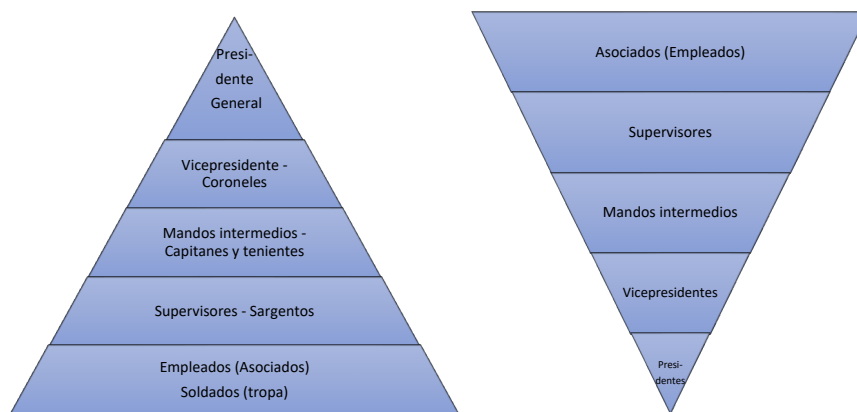 Presi-
dente
General
Vicepresidente -
Coroneles
Mandos intermedios -
Capitanes y tenientes
Supervisores - Sargentos
Empleados (Asociados)
Soldados (tropa)
Asociados (Empleados)
Supervisores
Mandos intermedios
Vicepresidentes
Presi-
dentes